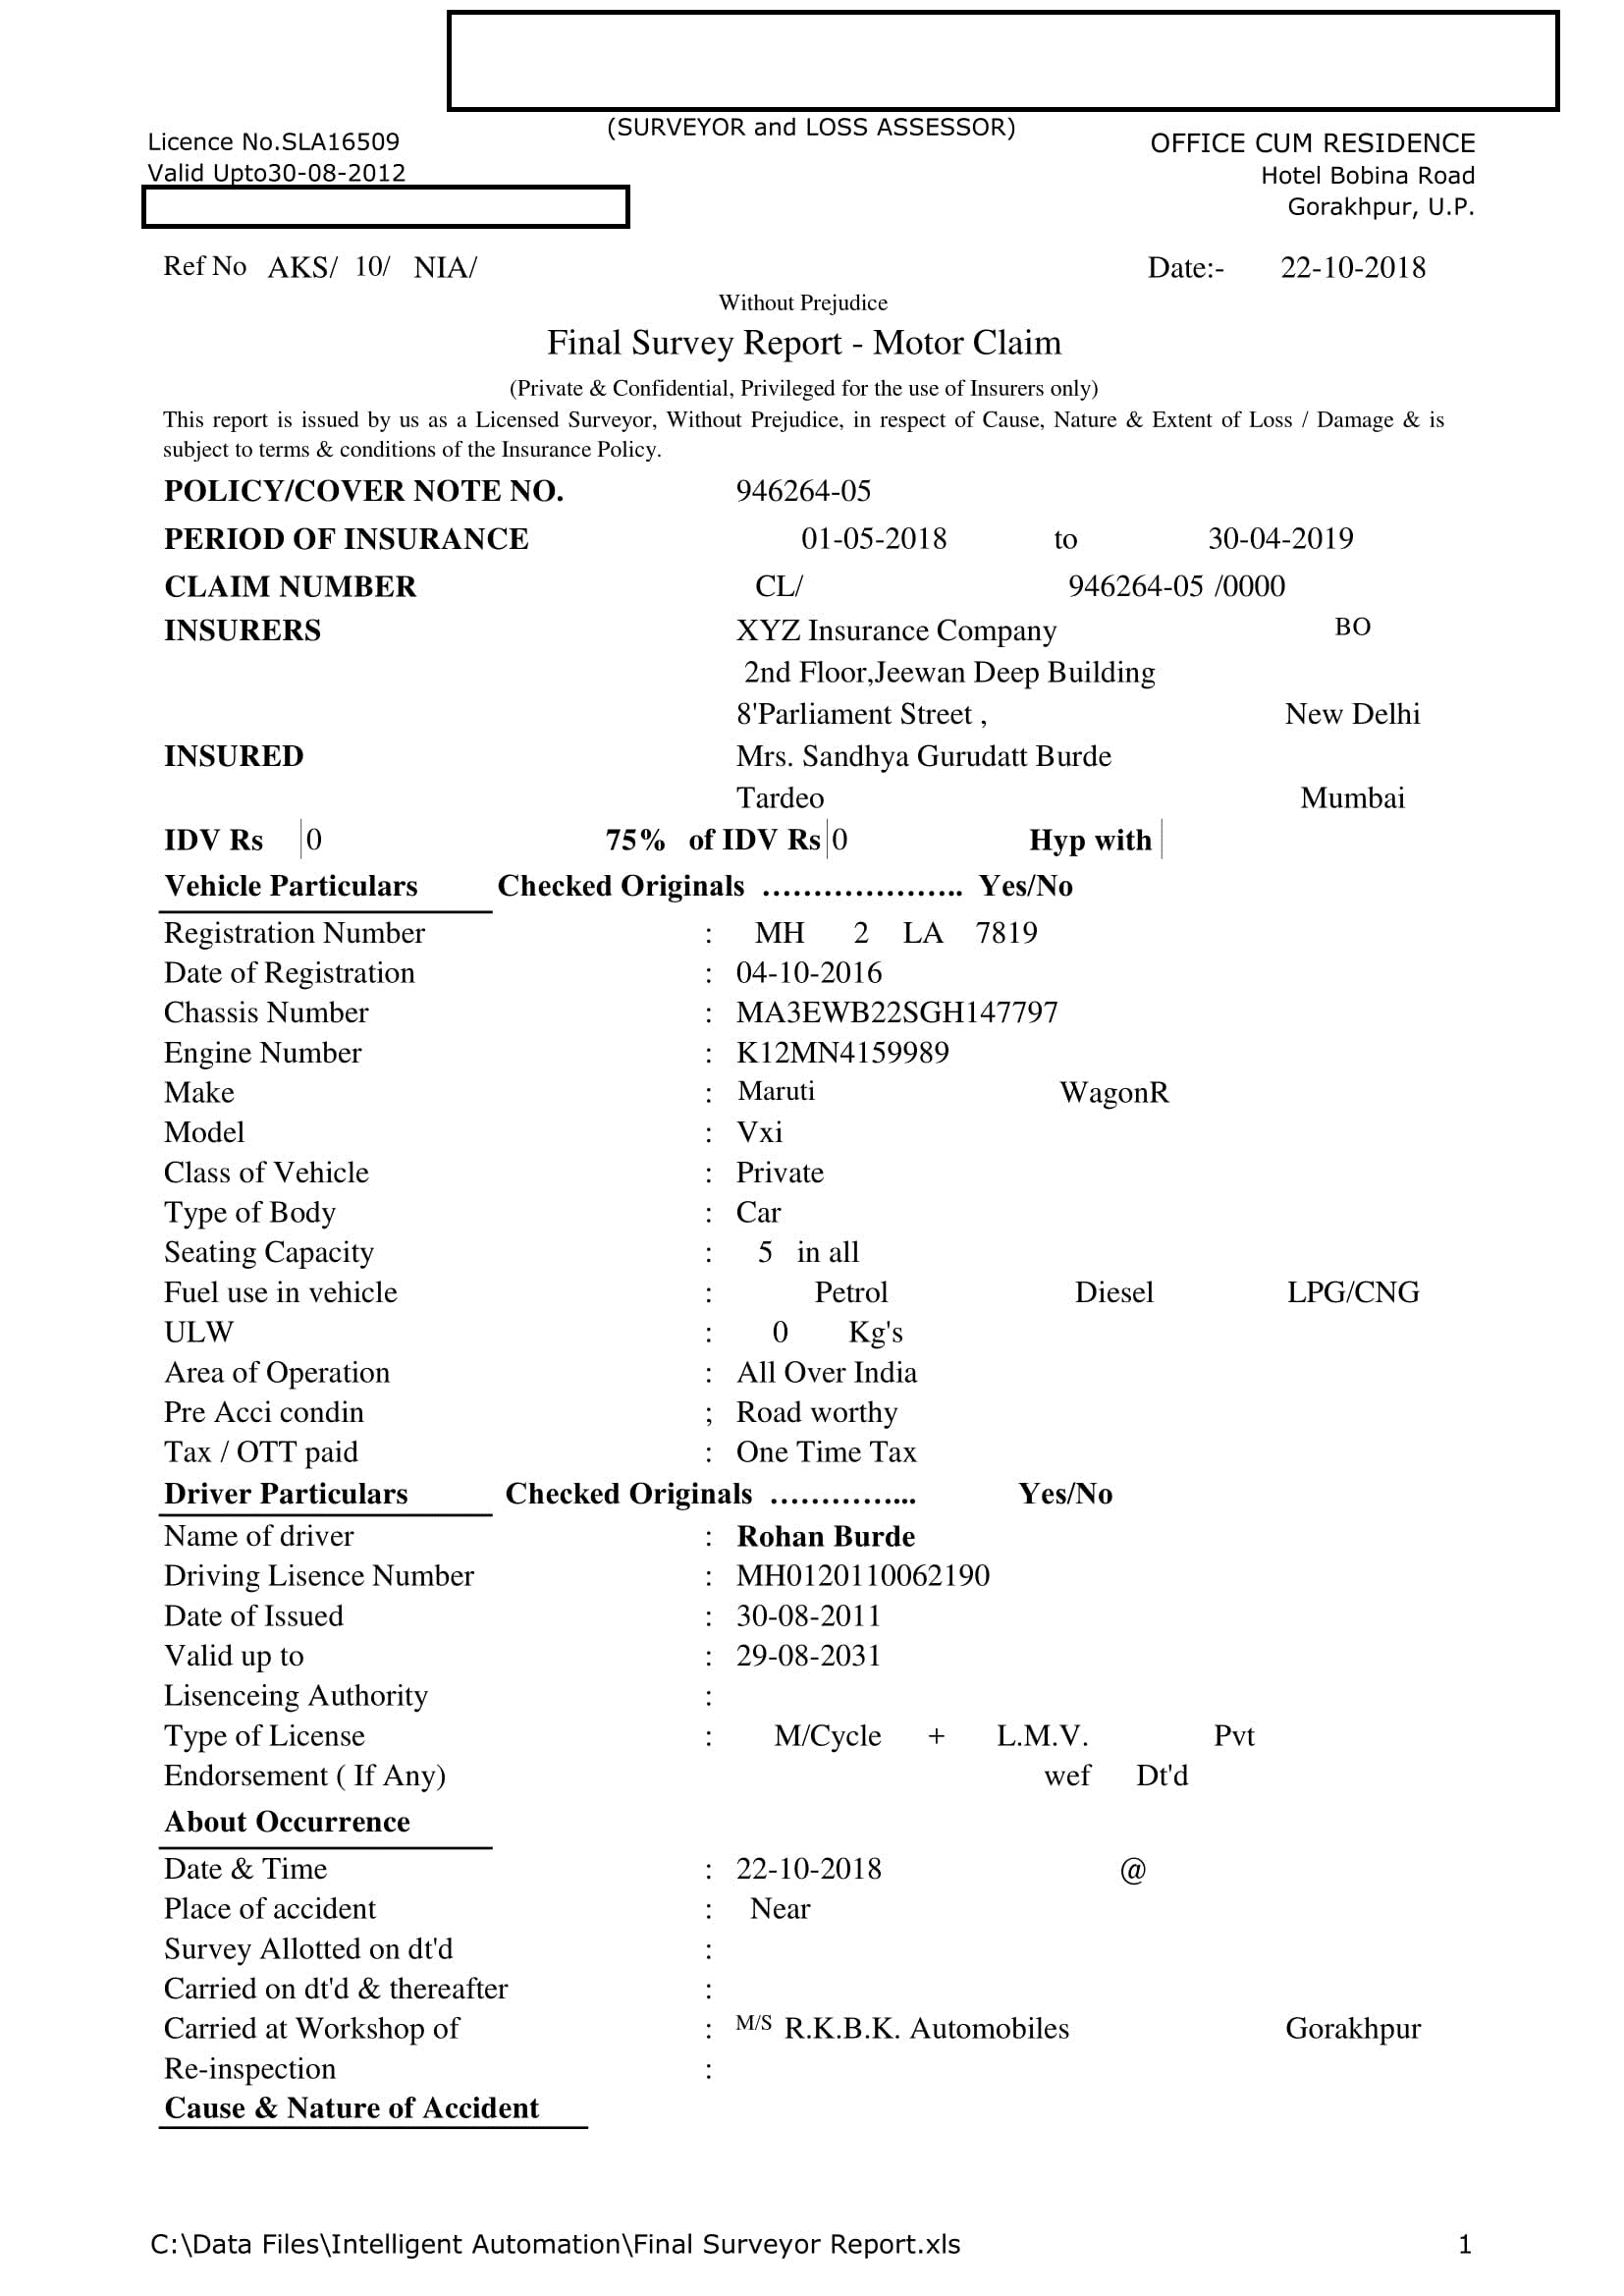 (SURVEYOR and LOSS ASSESSOR)
Licence No.SLA16509 OFFICE CUM RESIDENCE
Valid Upto30-08-2012 Hotel Bobina Road
Gorakhpur, U.P.
Ref No AKS/ 10/ NIA/ Date:- 22-10-2018
Without Prejudice
Final Survey Report - Motor Claim
(Private & Confidential, Privileged for the use of Insurers only)
This report is issued by us as a Licensed Surveyor, Without Prejudice, in respect of Cause, Nature & Extent of Loss / Damage & is
subject to terms & conditions of the Insurance Policy.
POLICY/COVER NOTE NO. 946264-05
PERIOD OF INSURANCE 01-05-2018 to 30-04-2019
CLAIM NUMBER CL/ 946264-05 /0000
INSURERS XYZ Insurance Company BO
2nd Floor,Jeewan Deep Building
8'Parliament Street , New Delhi
INSURED Mrs. Sandhya Gurudatt Burde
Tardeo Mumbai
IDV Rs 0 75% of IDV Rs 0 Hyp with
Vehicle Particulars Checked Originals ……………….. Yes/No
Registration Number : MH 2 LA 7819
Date of Registration : 04-10-2016
Chassis Number : MA3EWB22SGH147797
Engine Number : K12MN4159989
Make : Maruti WagonR
Model : Vxi
Class of Vehicle : Private
Type of Body : Car
Seating Capacity : 5 in all
Fuel use in vehicle : Petrol Diesel LPG/CNG
ULW : 0 Kg's
Area of Operation : All Over India
Pre Acci condin ; Road worthy
Tax / OTT paid : One Time Tax
Driver Particulars Checked Originals ………….... Yes/No
Name of driver : Rohan Burde
Driving Lisence Number : MH0120110062190
Date of Issued : 30-08-2011
Valid up to : 29-08-2031
Lisenceing Authority :
Type of License : M/Cycle + L.M.V. Pvt
Endorsement ( If Any) wef Dt'd
About Occurrence
Date & Time : 22-10-2018 @
Place of accident : Near
Survey Allotted on dt'd :
Carried on dt'd & thereafter :
Carried at Workshop of : M/S R.K.B.K. Automobiles Gorakhpur
Re-inspection :
Cause & Nature of Accident
C:\Data Files\Intelligent Automation\Final Surveyor Report.xls 1